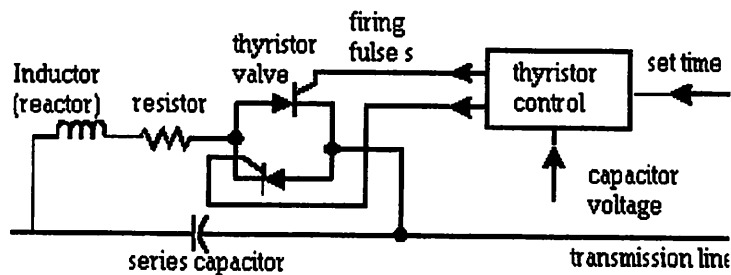 firing
fulse s
thyristor
valve
thyristor
control
set time
Inductor
(reactor)
resistor
capacitor
voltage
series capacitor
transmission line